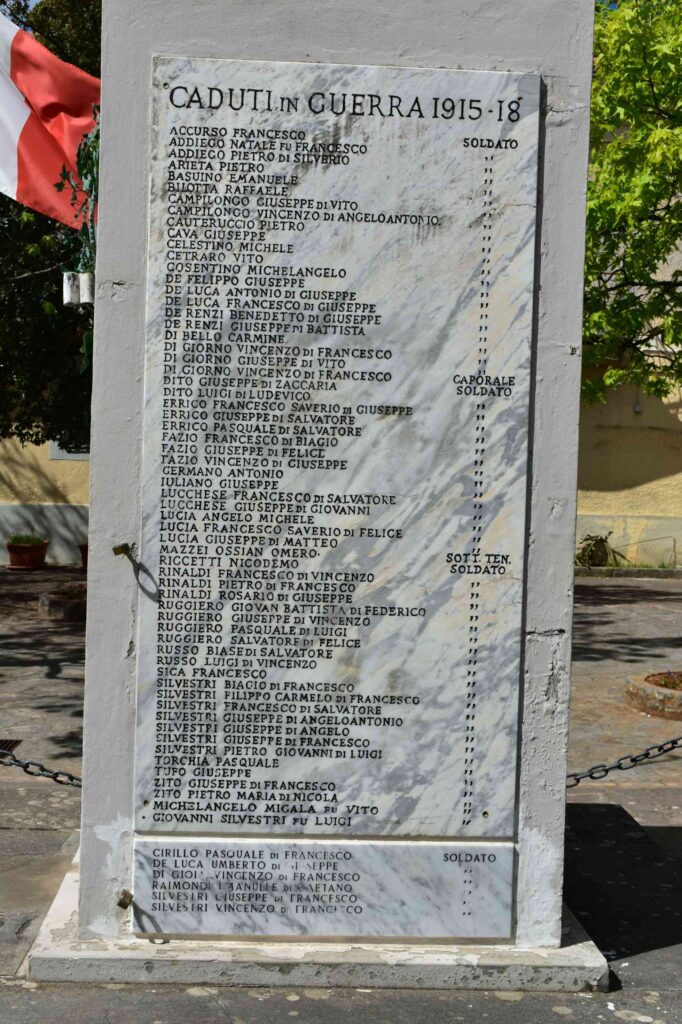 CADUTI IN GUERRA 1915-18
ACCURSO FRANCESCO SOLDATO
ADDIEGO NATALE FU FRANCESCO "
ADDIEGO PIETRO DI SILVERIO "
ARIETA PIETRO "
BASUINO EMANUELE "
BILOTTA RAFFAELE "
CAMPILONGO GIUSEPPE DI VITO "
CAMPILONGO VINCENZO DI ANGELOANTONIO "
CAUTERUCCIO PIETRO "
CAVA GIUSEPPE "
CELESTINO MICHELE "
CETRARO VITO "
COSENTINO MICHELANGELO "
DE FELIPPO GIUSEPPE "
DE LUCA ANTONIO DI GIUSEPPE "
DE LUCA FRANCESCO DI GIUSEPPE "
DE RENZI BENEDETTO DI GIUSEPPE "
DE RENZI GIUSEPPE DI BATTISTA "
DI BELLO CARMINE "
DI GIORNO VINCENZO DI FRANCESCO "
DI GIORNO GIUSEPPE DI VITO "
DI GIORNO VINCENZO DI FRANCESCO CAPORALE
DITO GIUSEPPE DI ZACCARIA SOLDATO
DITO LUIGI DI LUDEVICO "
ERRICO FRANCESCO SAVERIO DI GIUSEPPE "
ERRICO GIUSEPPE DI SALVATORE "
ERRICO PASQUALE DI SALVATORE "
FAZIO FRANCESCO DI BIAGIO "
FAZIO GIUSEPPE DI FELICE "
FAZIO VINCENZO DI GIUSEPPE "
GERMANO ANTONIO "
IULIANO GIUSEPPE "
LUCCHESE FRANCESCO DI SALVATORE "
LUCCHESE GIUSEPPE DI GIOVANNI "
LUCIA ANGELO MICHELE "
LUCIA FRANCESCO SAVERIO DI FELICE "
LUCIA GIUSEPPE DI MATTEO "
MAZZEI OSSIAN OMERO. SOTT. TEN.
RICCETTI NICODEMO SOLDATO
RINALDI FRANCESCO DI VINCENZO "
RINALDI PIETRO DI FRANCESCO "
RINALDI ROSARIO DI GIUSEPPE "
RUGGIERO GIOVAN BATTISTA DI FEDERICO "
RUGGIERO GIUSEPPE DI VINCENZO "
RUGGIERO PASQUALE DI LUIGI "
RUGGIERO SALVATORE DI FELICE "
RUSSO BIASE DI SALVATORE "
RUSSO LUIGI DI VINCENZO "
SICA FRANCESCO "
SILVESTRI BIAGIO DI FRANCESCO "
SILVESTRI FILIPPO CARMELO DI FRANCESCO "
SILVESTRI FRANCESCO DI SALVATORE "
SILVESTRI GIUSEPPE DI ANGELOANTONIO "
SILVESTRI GIUSEPPE DI ANGELO "
SILVESTRI GIUSEPPE DI FRANCESCO "
SILVESTRI PIETRO GIOVANNI DI LUIGI "
TORCHIA PASQUALE "
TUFO GIUSEPPE "
ZITO GIUSEPPE DI FRANCESCO "
ZITO PIETRO MARIA DI NICOLA "
MICHELANGELO MIGALA FU VITO "
GIOVANNI SILVESTRI FU LUIGI "
CIRILLO PASQUALE DI FRANCESCO SOLDATO
DE LUCA UMBERTO DI GIUSEPPE "
DI GIOIA VINCENZO DI FRANCESCO "
RAIMONDI EMANUELE DI GAETANO "
SILVESTRI GIUSEPPE DI FRANCESCO "
SILVESTRI VINCENZO DI FRANCESCO "